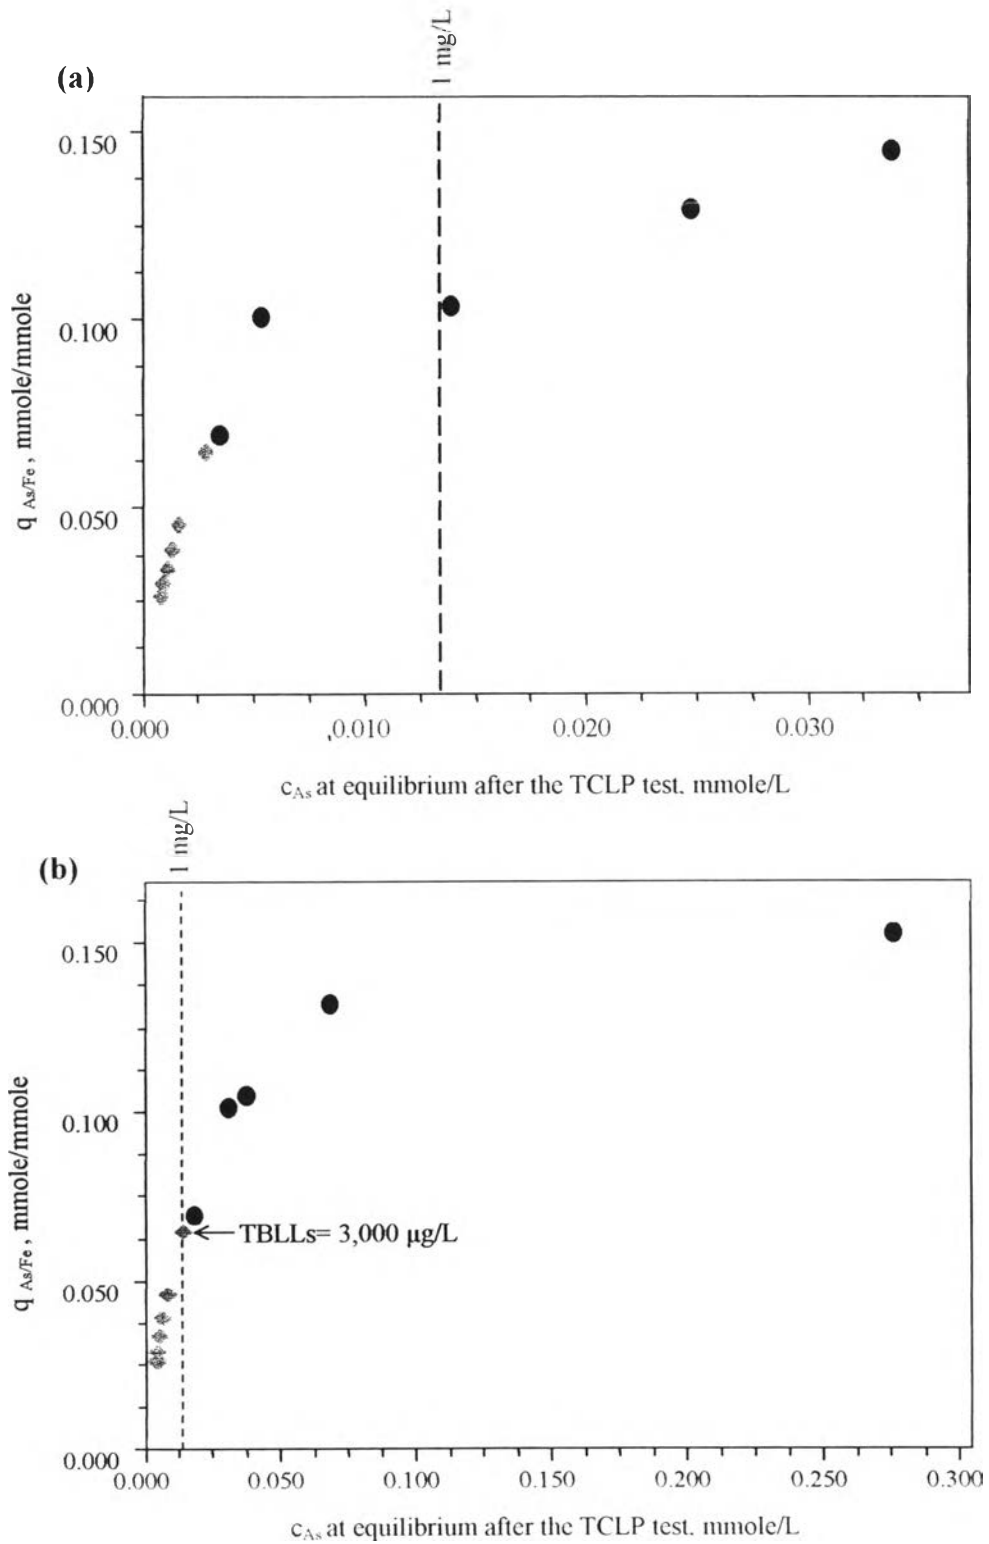 (a)
1 mg/L
0.150
0.100
0.050
0.000
q As/Fe , mmole/mmole
0.000 0.010 0.020 0.030
c As at equilibrium after the TCLP test. mmole/L
(b)
1 mg/L
0.150
0.100
0.050
0.000
q As/Fe , mmole/mmole
TBLLs= 3,000 µg/L
0.000 0.050 0.100 0.150 0.200 0.250 0.300
c As at equilibrium after the TCLP test. mmole/L